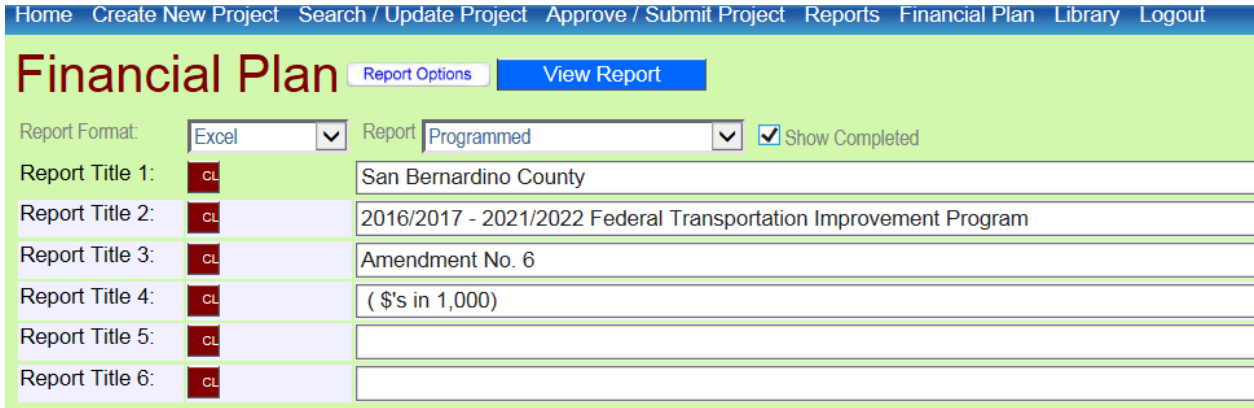 Home Create New Project Search / Update Project Approve / Submit Project Reports Financial Plan Library Logout
Financial Plan Report Options View Report
Report Format: Excel Report Programmed Show Completed
Report Title 1: CL San Bernardino County
Report Title 2: CL 2016/2017 - 2021/2022 Federal Transportation Improvement Program
Report Title 3: CL Amendment No. 6
Report Title 4: CL ( $'s in 1,000)
Report Title 5: CL
Report Title 6: CL